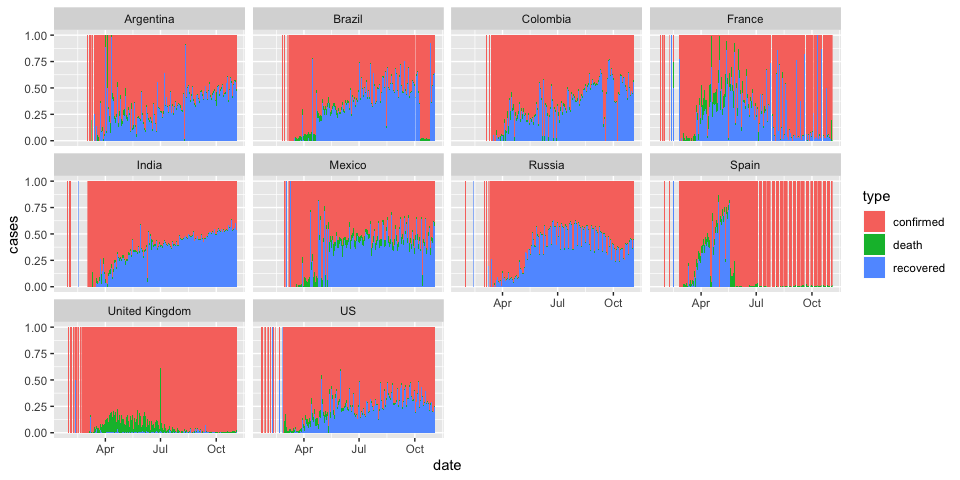 Argentina Brazil Colombia France
1.00
0.75
0.50
0.25
0.00
India Mexico Russia Spain
1.00
0.75
0.50
0.25
0.00
Apr Jul Oct Apr Jul Oct
United Kingdom US
1.00
0.75
0.50
0.25
0.00
Apr Jul Oct Apr Jul Oct
date
cases
type
confirmed
death
recovered